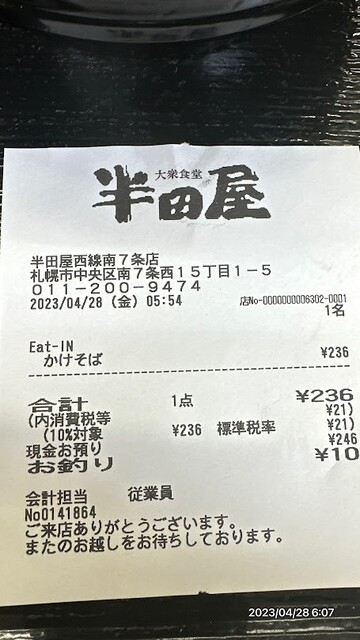 大衆食堂
半田屋
半田屋西線南7条店
札幌市中央区南7条西15丁目1-5
011-200-9474
2023/04/28 (金) 05:54 店No-0000000006302-0001
1名
Eat-IN
かけそば ¥236
合計 1点 ¥236
(内消費税等 ¥21)
(10%対象 ¥236 標準税率 ¥21)
現金お預り ¥246
お釣り ¥10
会計担当 従業員
No0141864
ご来店ありがとうございます。
またのお越しをお待ちしております。
2023/04/28 6:07